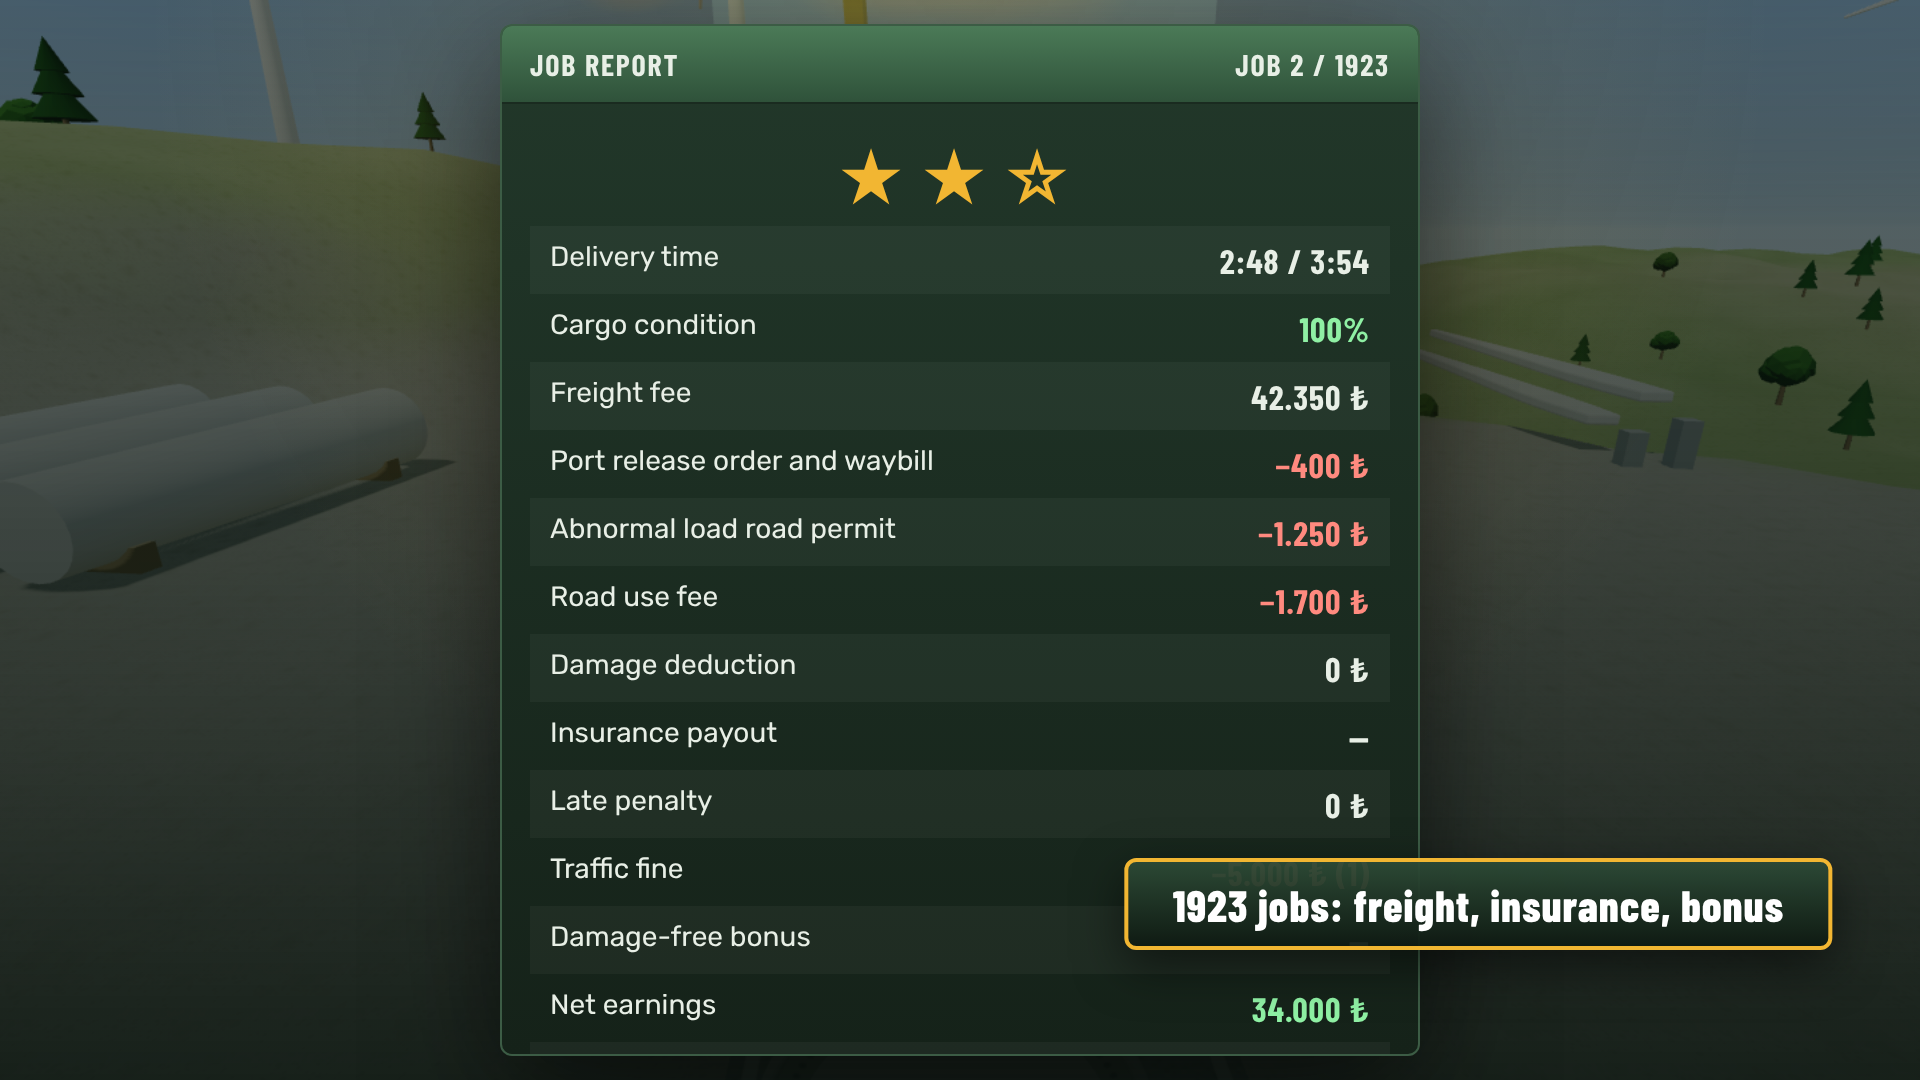 JOB REPORT JOB 2 / 1923
Delivery time 2:48 / 3:54
Cargo condition 100%
Freight fee 42.350 ₺
Port release order and waybill −400 ₺
Abnormal load road permit −1.250 ₺
Road use fee −1.700 ₺
Damage deduction 0 ₺
Insurance payout –
Late penalty 0 ₺
Traffic fine −5.000 ₺ (1)
1923 jobs: freight, insurance, bonus
Damage-free bonus
Net earnings 34.000 ₺